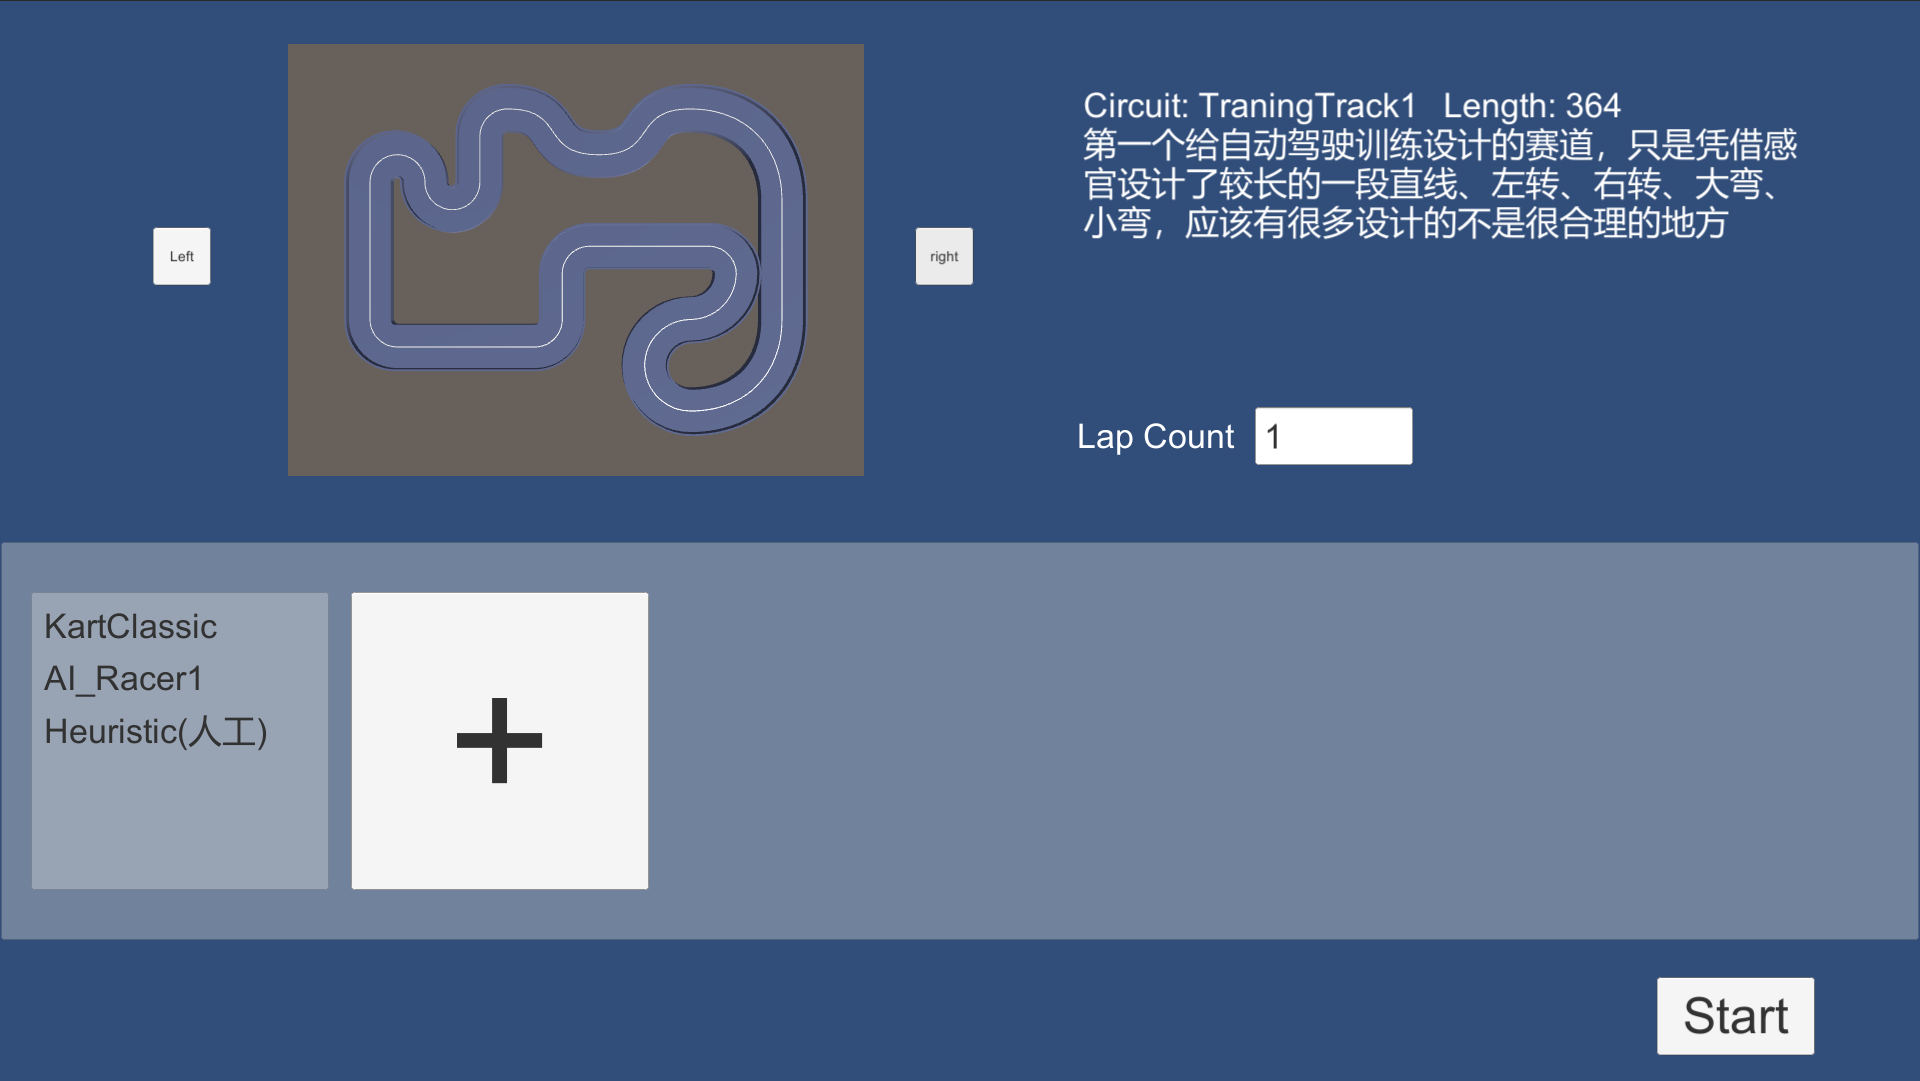 Circuit: TraningTrack1 Length: 364
第一个给自动驾驶训练设计的赛道，只是凭借感
官设计了较长的一段直线、左转、右转、大弯、
小弯，应该有很多设计的不是很合理的地方
Left
right
Lap Count 1
KartClassic
AI_Racer1
Heuristic(人工)
+
Start